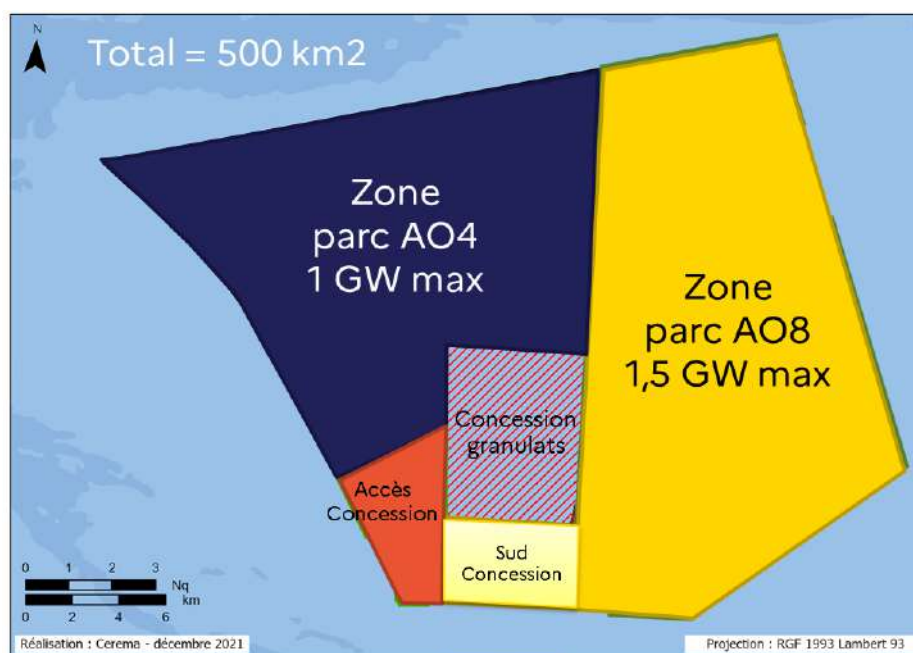 N
Total = 500 km2
Zone
parc AO4
1 GW max
Zone
parc AO8
1,5 GW max
Concession
granulats
Accès
Concession
Sud
Concession
0 1 2 3
Nq
km
0 2 4 6
Réalisation : Cerema - décembre 2021
Projection : RGF 1993 Lambert 93